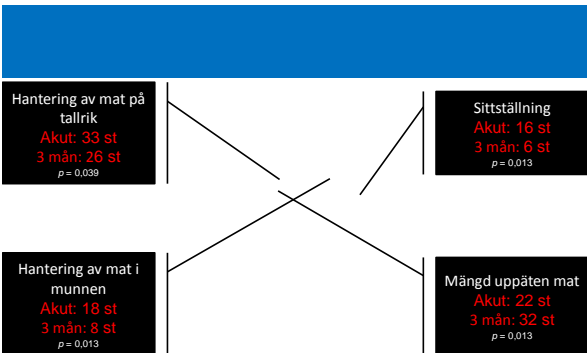 Hantering av mat på
tallrik
Akut: 33 st
3 mån: 26 st
p = 0,039
Sittställning
Akut: 16 st
3 mån: 6 st
p = 0,013
Hantering av mat i
munnen
Akut: 18 st
3 mån: 8 st
p = 0,013
Mängd uppäten mat
Akut: 22 st
3 mån: 32 st
p = 0,013